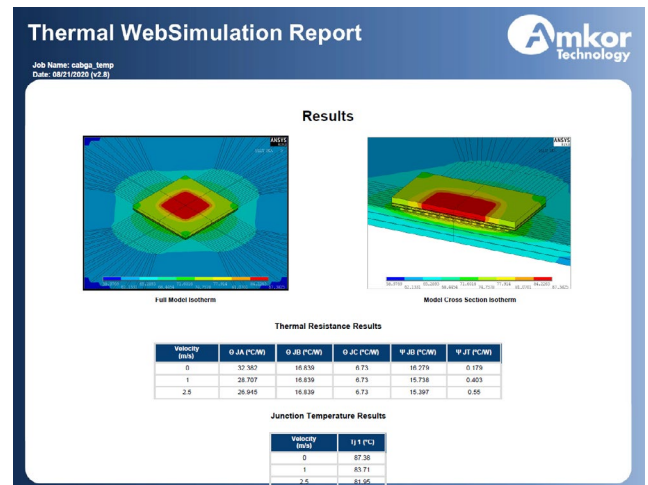 Thermal WebSimulation Report
Amkor
Technology
Job Name: cabga_temp
Date: 08/21/2020 (v2.8)
Results
ANSYS
ANSYS
Full Model Isotherm
Model Cross Section Isotherm
Thermal Resistance Results
Velocity (m/s) Θ JA (°C/W) Θ JB (°C/W) Θ JC (°C/W) Ψ JB (°C/W) Ψ JT (°C/W)
0 32.382 16.839 6.73 16.279 0.179
1 28.707 16.839 6.73 15.738 0.403
2.5 26.945 16.839 6.73 15.397 0.55
Junction Temperature Results
Velocity (m/s) Tj 1 (°C)
0 87.38
1 83.71
2.5 81.95